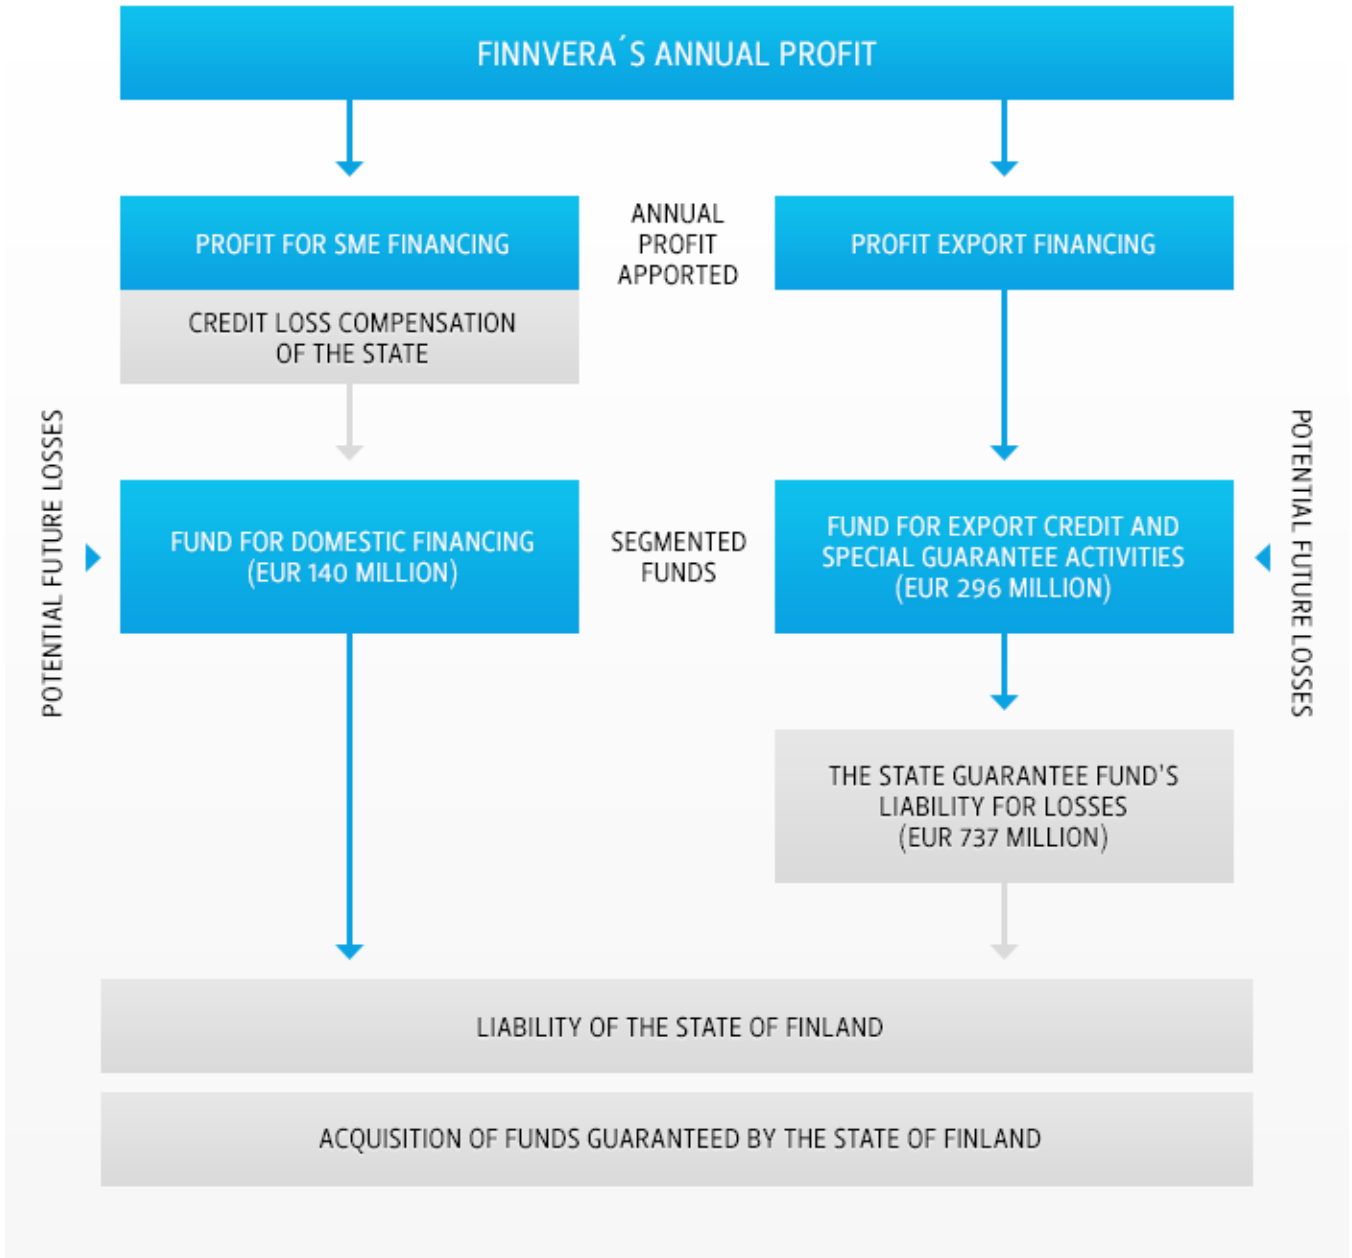 FINNVERA´S ANNUAL PROFIT
PROFIT FOR SME FINANCING
ANNUAL
PROFIT
APPORTED
PROFIT EXPORT FINANCING
CREDIT LOSS COMPENSATION
OF THE STATE
POTENTIAL FUTURE LOSSES
FUND FOR DOMESTIC FINANCING
(EUR 140 MILLION)
SEGMENTED
FUNDS
FUND FOR EXPORT CREDIT AND
SPECIAL GUARANTEE ACTIVITIES
(EUR 296 MILLION)
POTENTIAL FUTURE LOSSES
THE STATE GUARANTEE FUND'S
LIABILITY FOR LOSSES
(EUR 737 MILLION)
LIABILITY OF THE STATE OF FINLAND
ACQUISITION OF FUNDS GUARANTEED BY THE STATE OF FINLAND